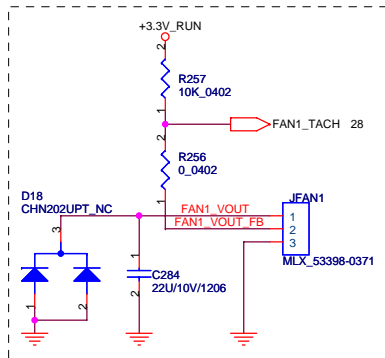 +3.3V_RUN
2
R257
10K_0402
1
FAN1_TACH 28
2
R256
0_0402
1
D18
CHN202UPT_NC
FAN1_VOUT
FAN1_VOUT_FB
JFAN1
1
2
3
MLX_53398-0371
3
1
C284
22U/10V/1206
2
1
2